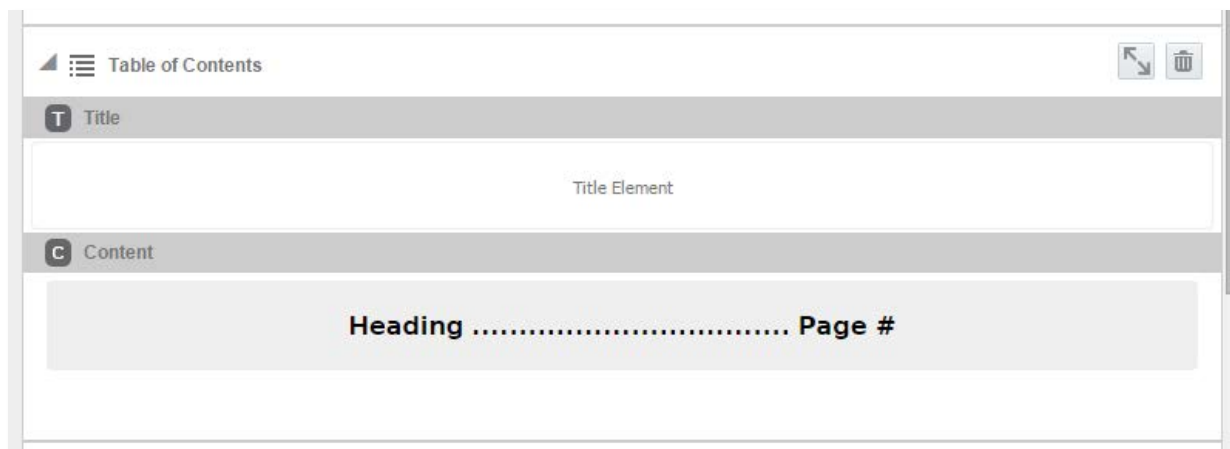 Table of Contents
T Title
Title Element
C Content
Heading .................................. Page #